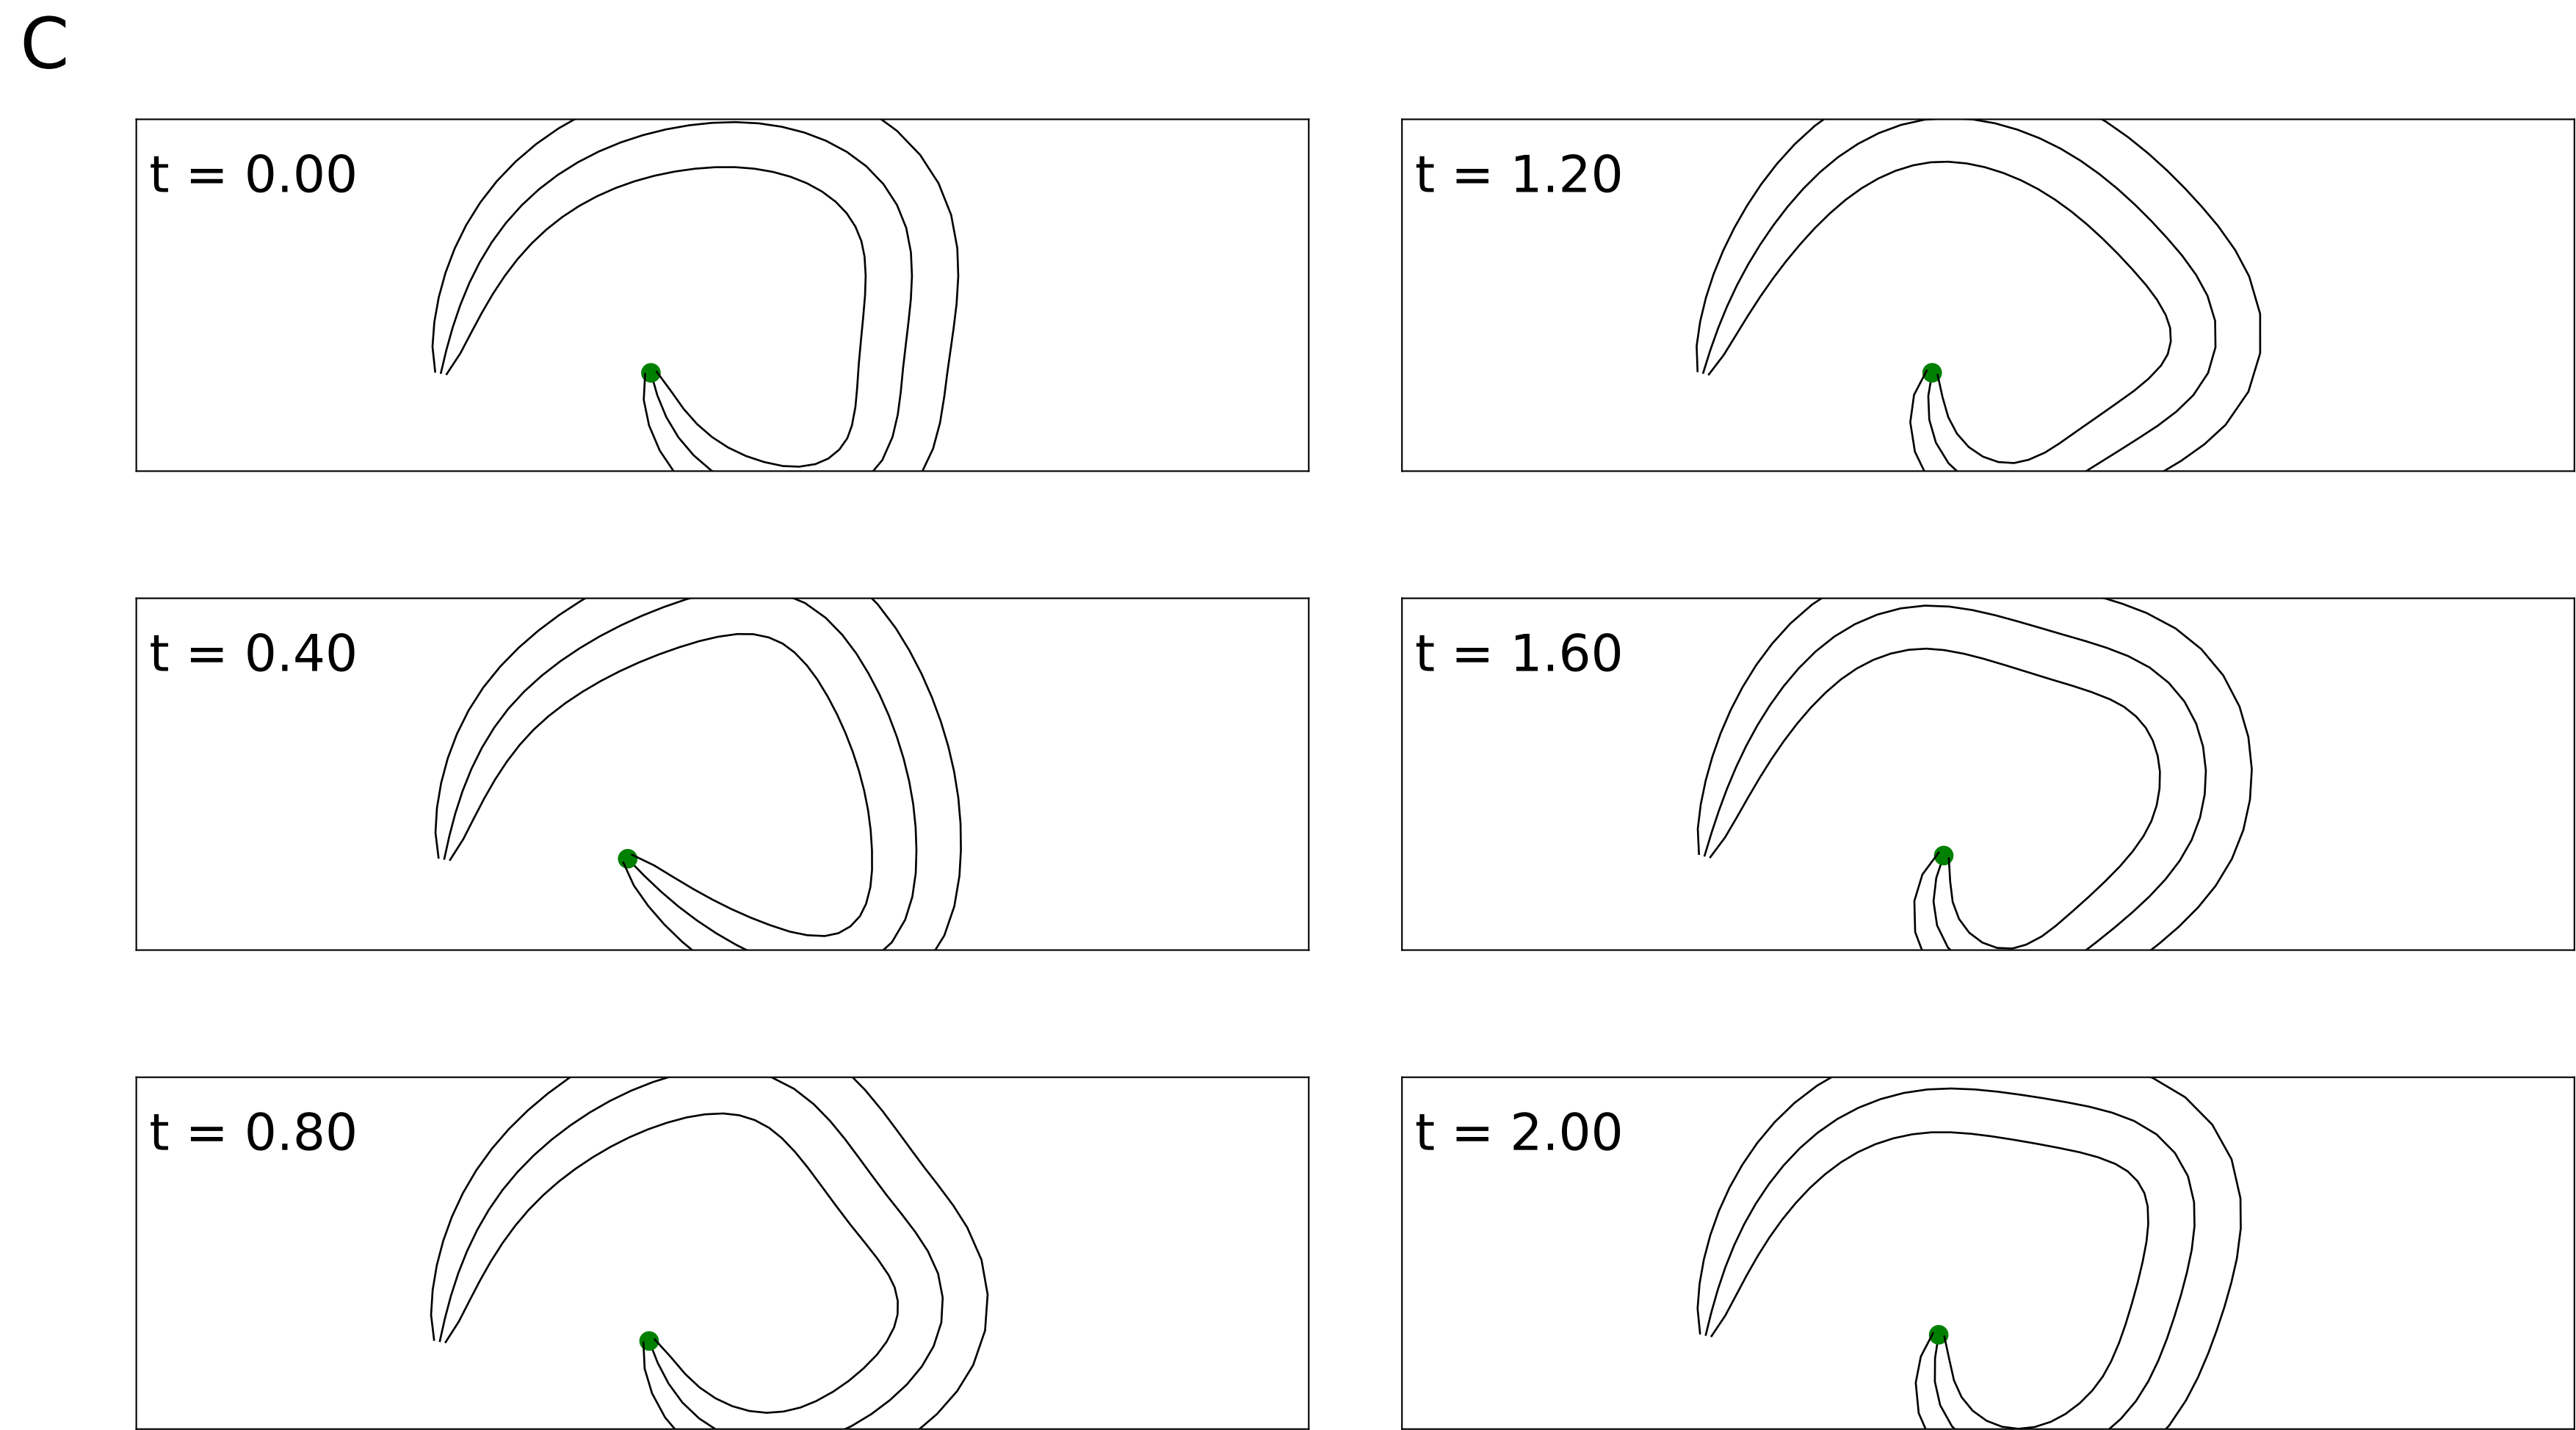 C
t = 0.00
t = 1.20
t = 0.40
t = 1.60
t = 0.80
t = 2.00